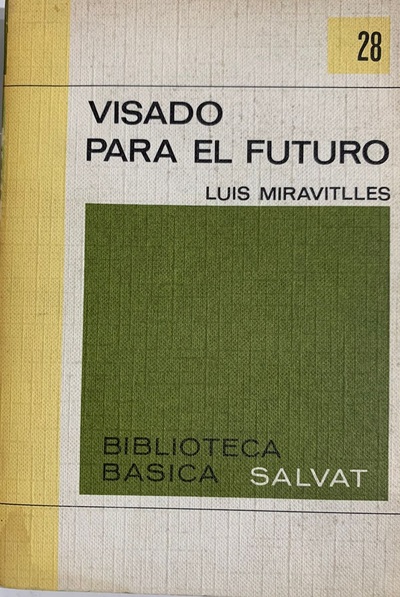 28
VISADO
PARA EL FUTURO
LUIS MIRAVITLLES
BIBLIOTECA
BASICA SALVAT